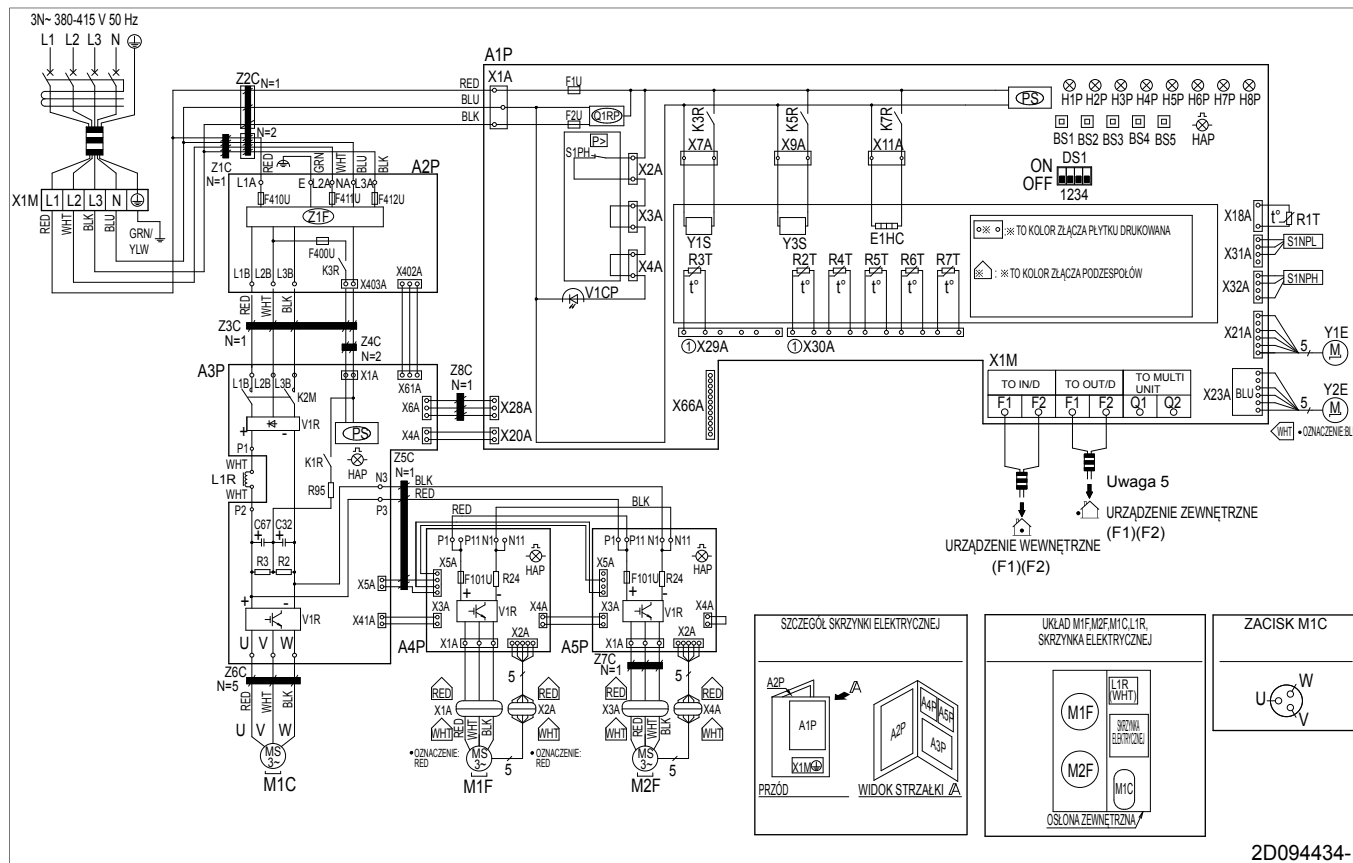 3N~ 380-415 V 50 Hz
L1 L2 L3 N
Z2C
N=1
N=2
Z1C
N=1
X1M
L1 L2 L3 N
RED
WHT
BLK
BLU
GRN/
YLW
RED
GRN
WHT
BLU
BLK
A2P
L1A E L2A NA L3A
F410U F411U F412U
Z1F
F400U
K3R
L1B L2B L3B
X402A
X403A
RED
WHT
BLK
Z3C
N=1
Z4C
N=2
A3P
L1B L2B L3B
K2M
X1A
X61A
V1R
+ -
PS
HAP
X6A
Z8C
N=1
X28A
X4A
X20A
P1
WHT
L1R
WHT
P2
K1R
R95
N3
P3
Z5C
N=1
BLK
RED
C67 C32
+ +
R3 R2
+ -
V1R
U V W
X5A
X41A
Z6C
N=5
RED
WHT
BLK
U V W
MS
3~
M1C
A1P
X1A
RED
BLU
BLK
F1U
F2U
Q1RP
P>
S1PH
X2A
X3A
X4A
V1CP
K3R
X7A
K5R
X9A
K7R
X11A
Y1S
Y3S
E1HC
R3T
R2T R4T R5T R6T R7T
t° t° t° t° t° t°
①X29A
①X30A
X66A
PS
H1P H2P H3P H4P H5P H6P H7P H8P
BS1 BS2 BS3 BS4 BS5
HAP
DS1
ON
OFF
1234
※ : ※ TO KOLOR ZŁĄCZA PŁYTKU DRUKOWANA
※ : ※ TO KOLOR ZŁĄCZA PODZESPOŁÓW
X18A
t° R1T
X31A
S1NPL
X32A
S1NPH
X21A
5
M
Y1E
X23A
BLU
5
M
Y2E
WHT • OZNACZENIE:BL
X1M
TO IN/D TO OUT/D TO MULTI
UNIT
F1 F2 F1 F2 Q1 Q2
Uwaga 5
URZĄDZENIE ZEWNĘTRZNE
(F1)(F2)
URZĄDZENIE WEWNĘTRZNE
(F1)(F2)
RED
BLK
P1 P11 N1 N11
X5A
HAP
F101U
R24
+ -
X3A
V1R
X4A
A4P
X1A
X2A
P1 P11 N1 N11
X5A
HAP
F101U
R24
+ -
X3A
V1R
X4A
A5P
X1A
X2A
Z7C
N=1
RED
X1A
WHT
RED
WHT
BLK
RED
X2A
WHT
• OZNACZENIE:
RED
• OZNACZENIE:
RED
MS
3~
5
M1F
RED
X3A
WHT
RED
WHT
BLK
RED
X4A
WHT
MS
3~
5
M2F
SZCZEGÓŁ SKRZYNKI ELEKTRYCZNEJ
A2P
A
A1P
X1M
PRZÓD
A2P
A4P
A5P
A3P
WIDOK STRZAŁKI A
UKŁAD M1F,M2F,M1C,L1R,
SKRZYNKA ELEKTRYCZNEJ
M1F
M2F
L1R
(WHT)
SKRZYNKA
ELEKTRYCZNEJ
M1C
OSŁONA ZEWNĘTRZNA
ZACISK M1C
U
W
V
2D094434-